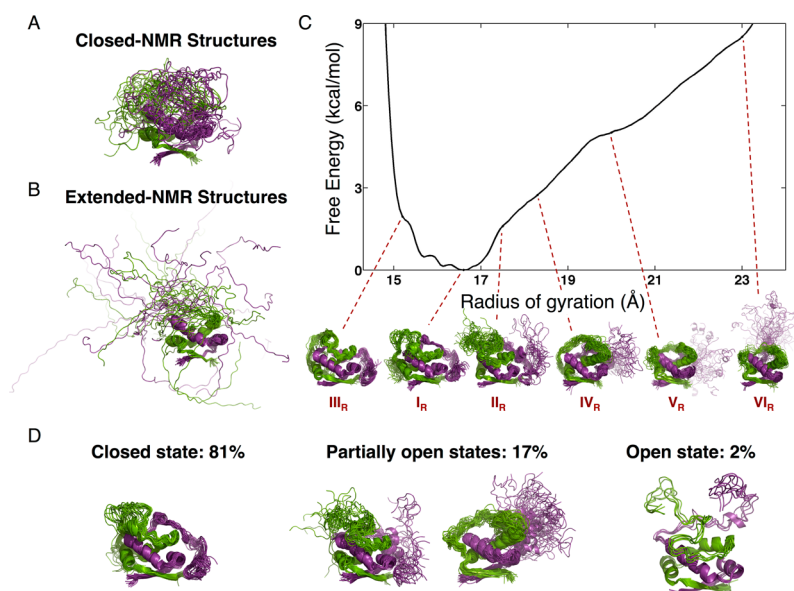 A
Closed-NMR Structures
B
Extended-NMR Structures
C
Free Energy (kcal/mol)
9
6
3
0
15 17 19 21 23
Radius of gyration (Å)
III_R I_R II_R IV_R V_R VI_R
D
Closed state: 81% Partially open states: 17% Open state: 2%